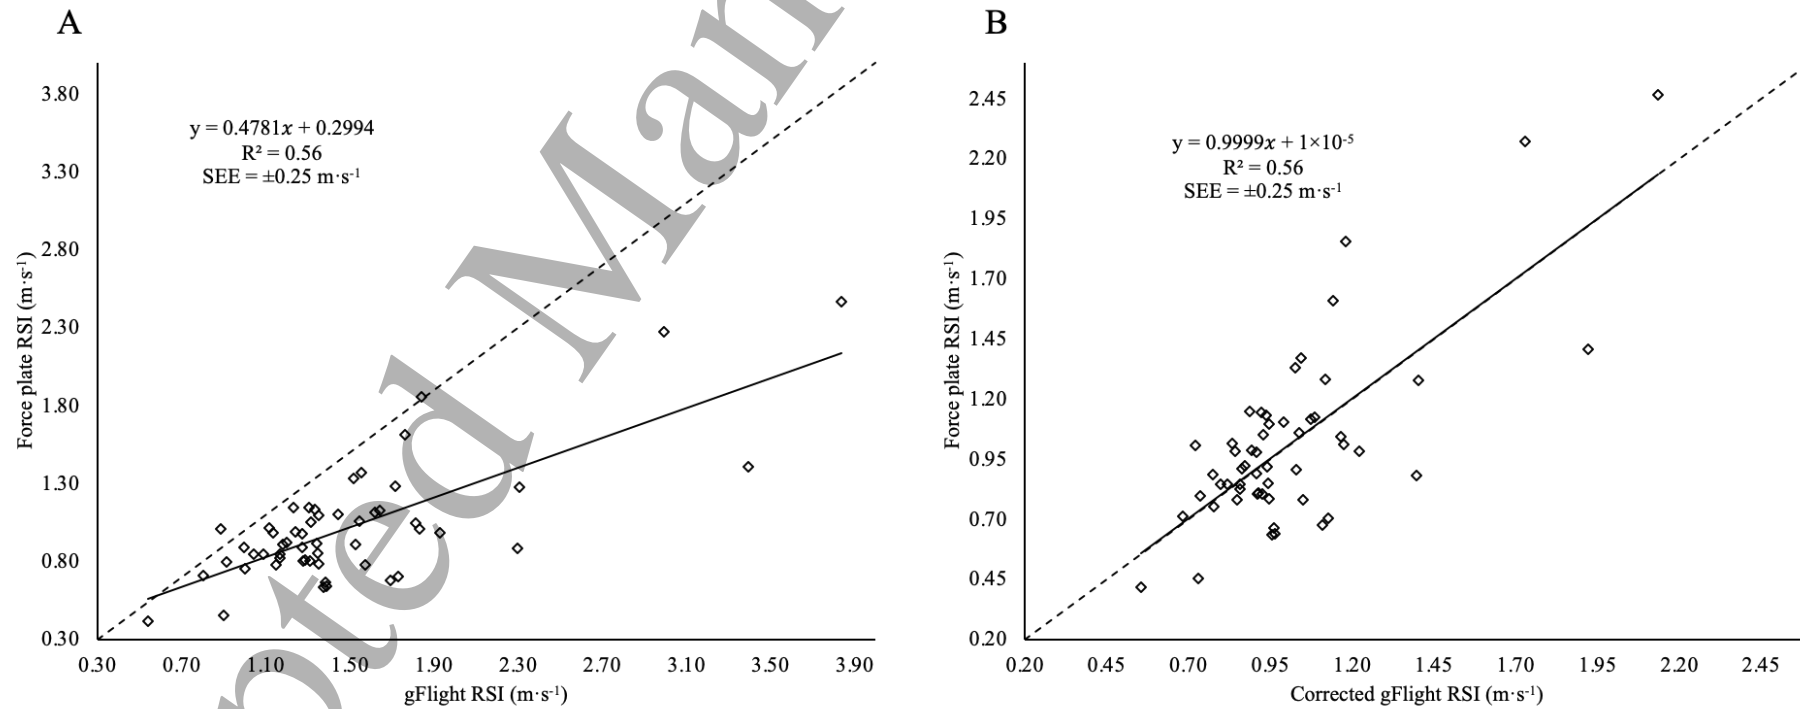 A
3.80
3.30
2.80
2.30
1.80
1.30
0.80
0.30
Force plate RSI (m·s⁻¹)
y = 0.4781x + 0.2994
R² = 0.56
SEE = ±0.25 m·s⁻¹
0.30 0.70 1.10 1.50 1.90 2.30 2.70 3.10 3.50 3.90
gFlight RSI (m·s⁻¹)
B
2.45
2.20
1.95
1.70
1.45
1.20
0.95
0.70
0.45
0.20
Force plate RSI (m·s⁻¹)
y = 0.9999x + 1×10⁻⁵
R² = 0.56
SEE = ±0.25 m·s⁻¹
0.20 0.45 0.70 0.95 1.20 1.45 1.70 1.95 2.20 2.45
Corrected gFlight RSI (m·s⁻¹)
pted Man